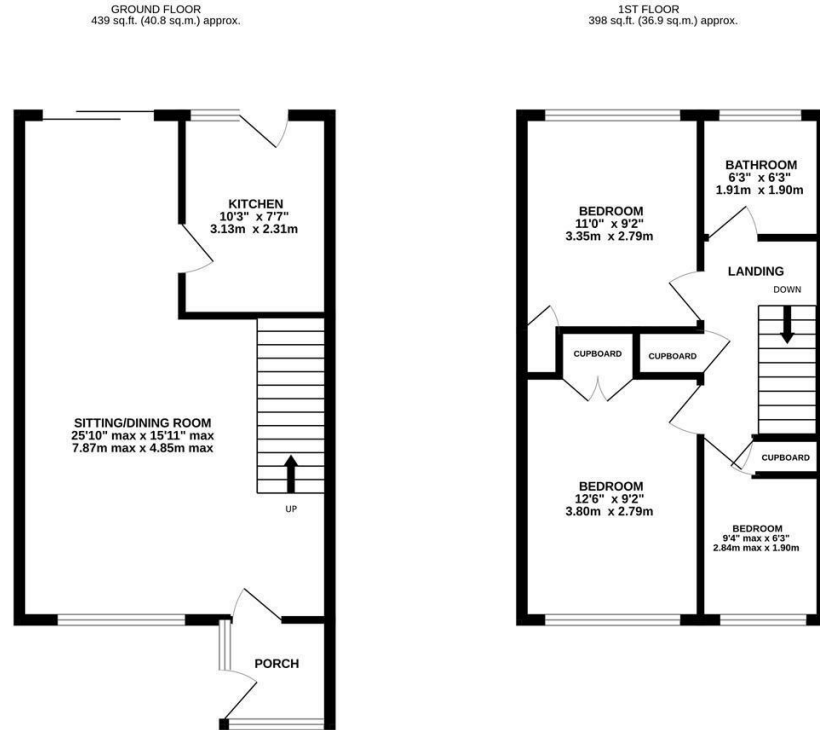 GROUND FLOOR
439 sq.ft. (40.8 sq.m.) approx.
KITCHEN
10'3" x 7'7"
3.13m x 2.31m
SITTING/DINING ROOM
25'10" max x 15'11" max
7.87m max x 4.85m max
UP
PORCH
1ST FLOOR
398 sq.ft. (36.9 sq.m.) approx.
BATHROOM
6'3" x 6'3"
1.91m x 1.90m
BEDROOM
11'0" x 9'2"
3.35m x 2.79m
LANDING
DOWN
CUPBOARD
CUPBOARD
CUPBOARD
BEDROOM
12'6" x 9'2"
3.80m x 2.79m
BEDROOM
9'4" max x 6'3"
2.84m max x 1.90m